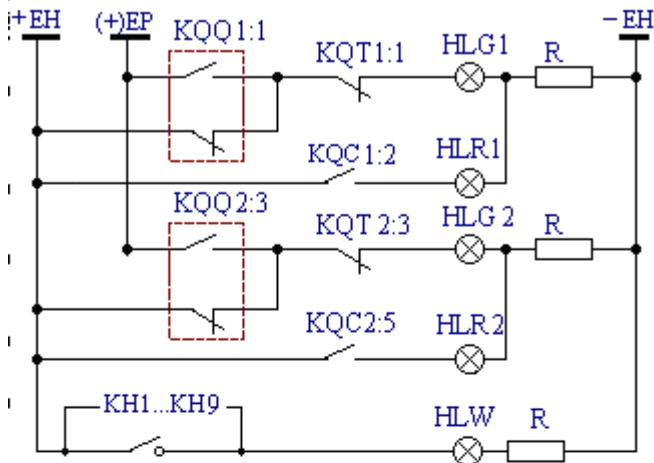 +EH (+)EP -EH
KQQ1:1 KQT1:1 HLG1 R
KQC1:2 HLR1
KQQ2:3 KQT2:3 HLG2 R
KQC2:5 HLR2
KH1...KH9 HLW R